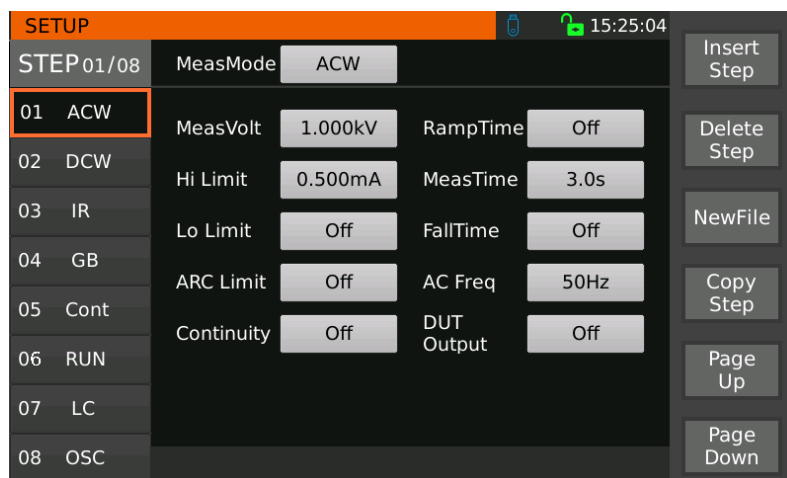 SETUP
15:25:04
STEP 01/08
MeasMode ACW
01 ACW
02 DCW
03 IR
04 GB
05 Cont
06 RUN
07 LC
08 OSC
MeasVolt 1.000kV RampTime Off
Hi Limit 0.500mA MeasTime 3.0s
Lo Limit Off FallTime Off
ARC Limit Off AC Freq 50Hz
Continuity Off DUT
Output Off
Insert
Step
Delete
Step
NewFile
Copy
Step
Page
Up
Page
Down